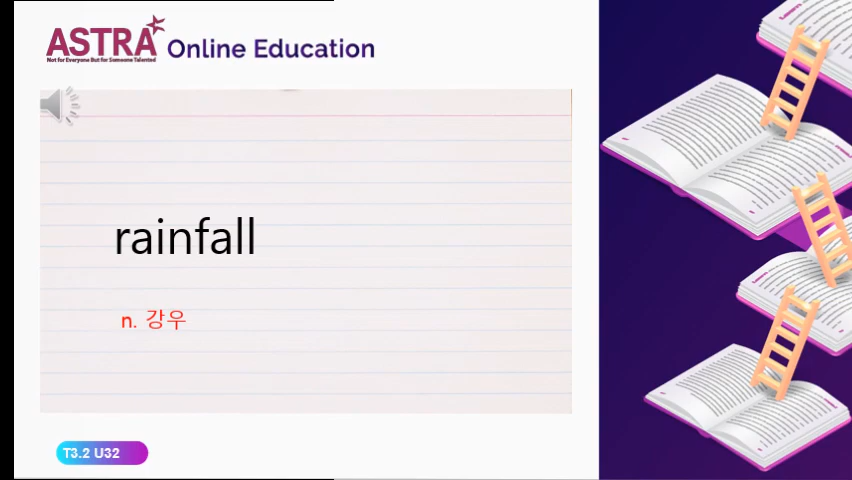 ASTRA Online Education
Not for Everyone But for Someone Talented
rainfall
n. 강우
T3.2 U32